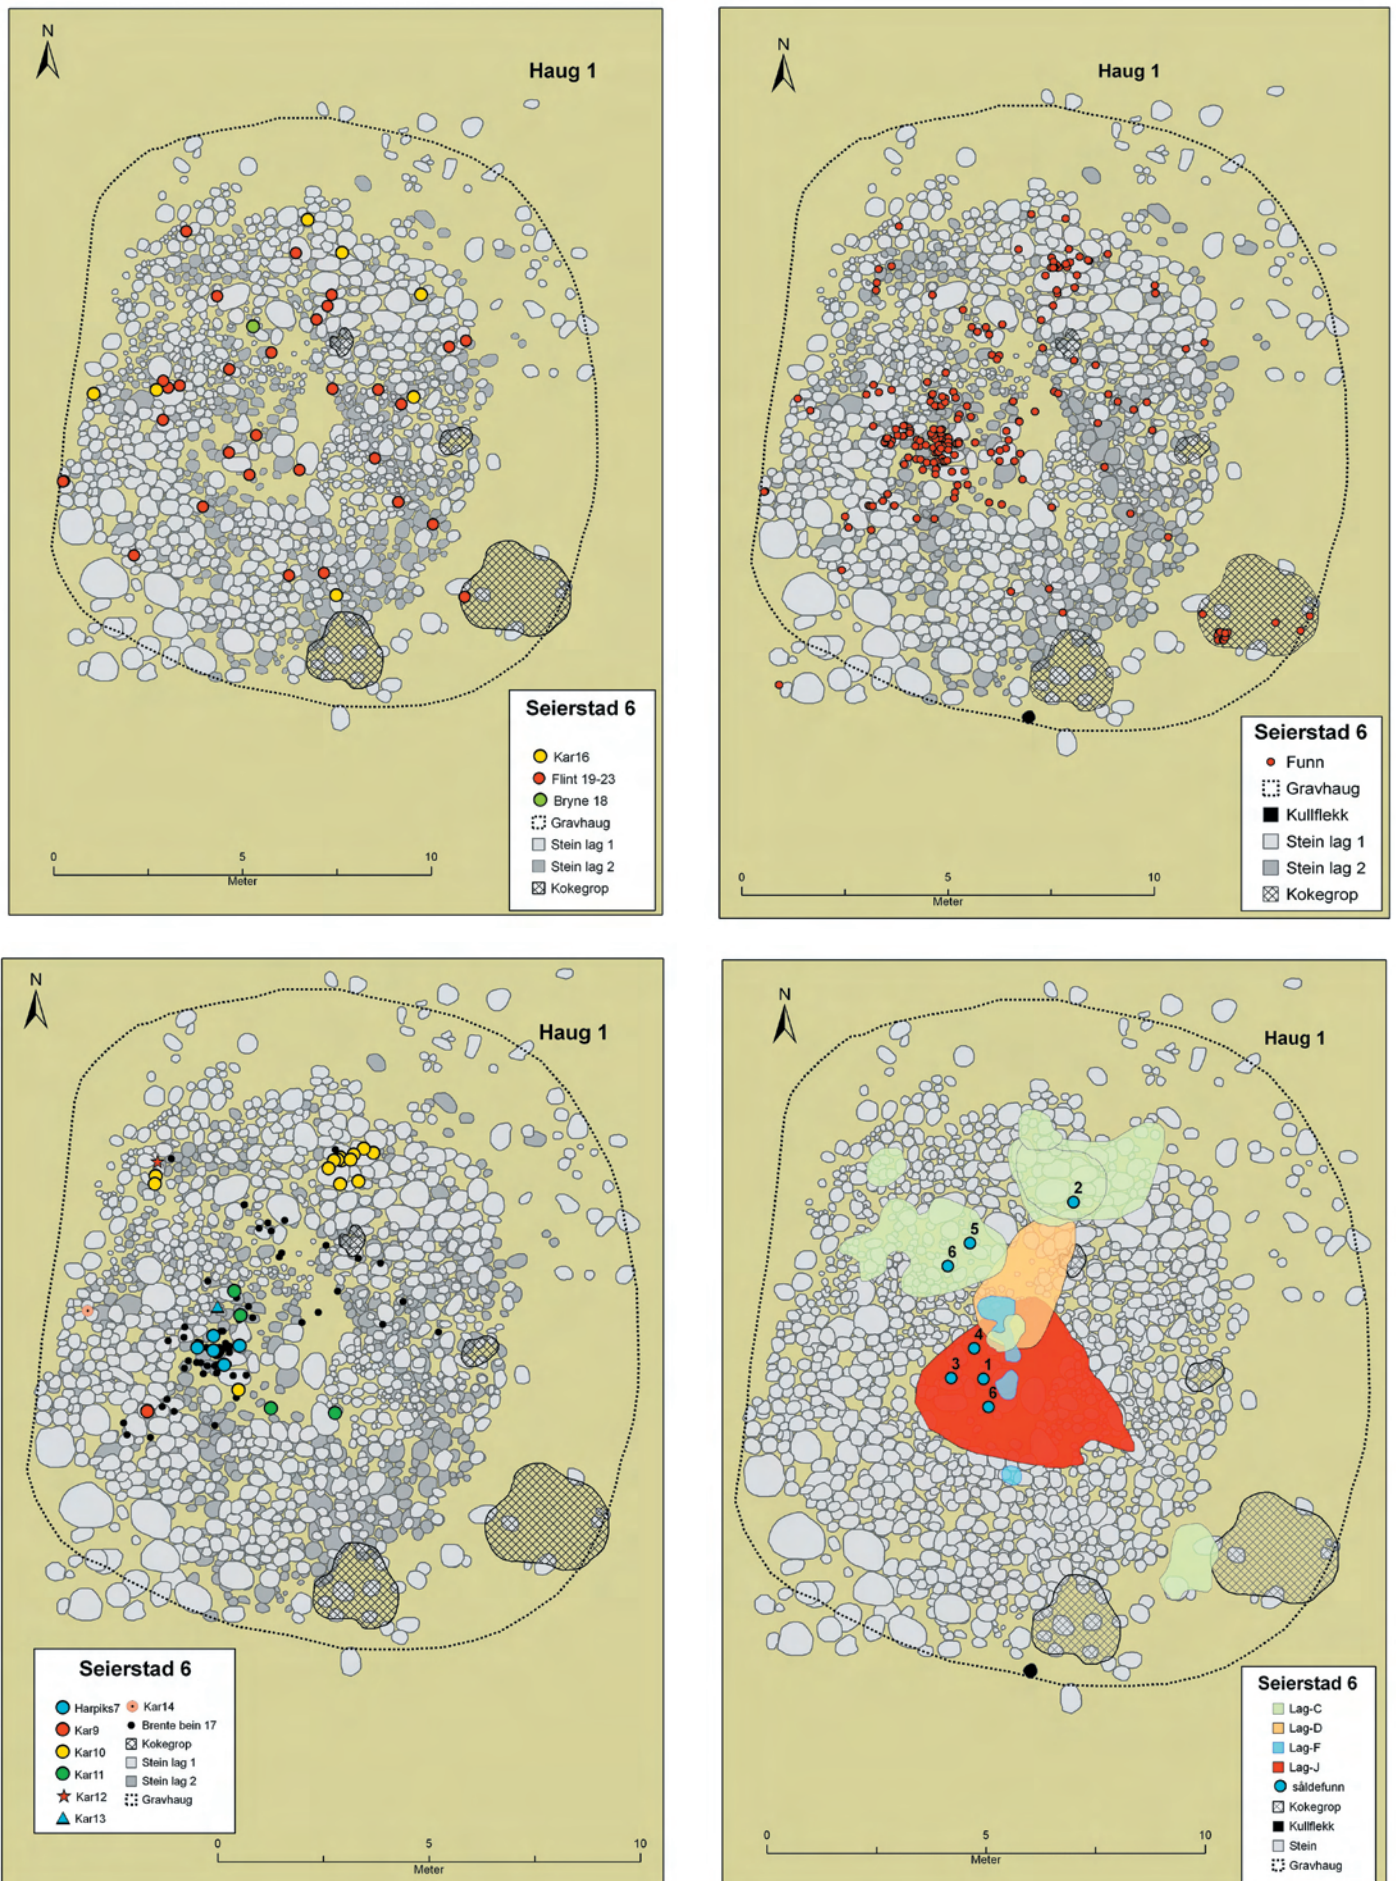 N
Haug 1
Seierstad 6
Kar16
Flint 19-23
Bryne 18
Gravhaug
Stein lag 1
Stein lag 2
Kokegrop
0 5 10
Meter
N
Haug 1
Seierstad 6
Funn
Gravhaug
Kullflekk
Stein lag 1
Stein lag 2
Kokegrop
0 5 10
Meter
N
Haug 1
Seierstad 6
Harpiks7
Kar9
Kar10
Kar11
Kar12
Kar13
Kar14
Brente bein 17
Kokegrop
Stein lag 1
Stein lag 2
Gravhaug
0 5 10
Meter
N
Haug 1
2
5
6
4
3 1
6
Seierstad 6
Lag-C
Lag-D
Lag-F
Lag-J
såldefunn
Kokegrop
Kullflekk
Stein
Gravhaug
0 5 10
Meter